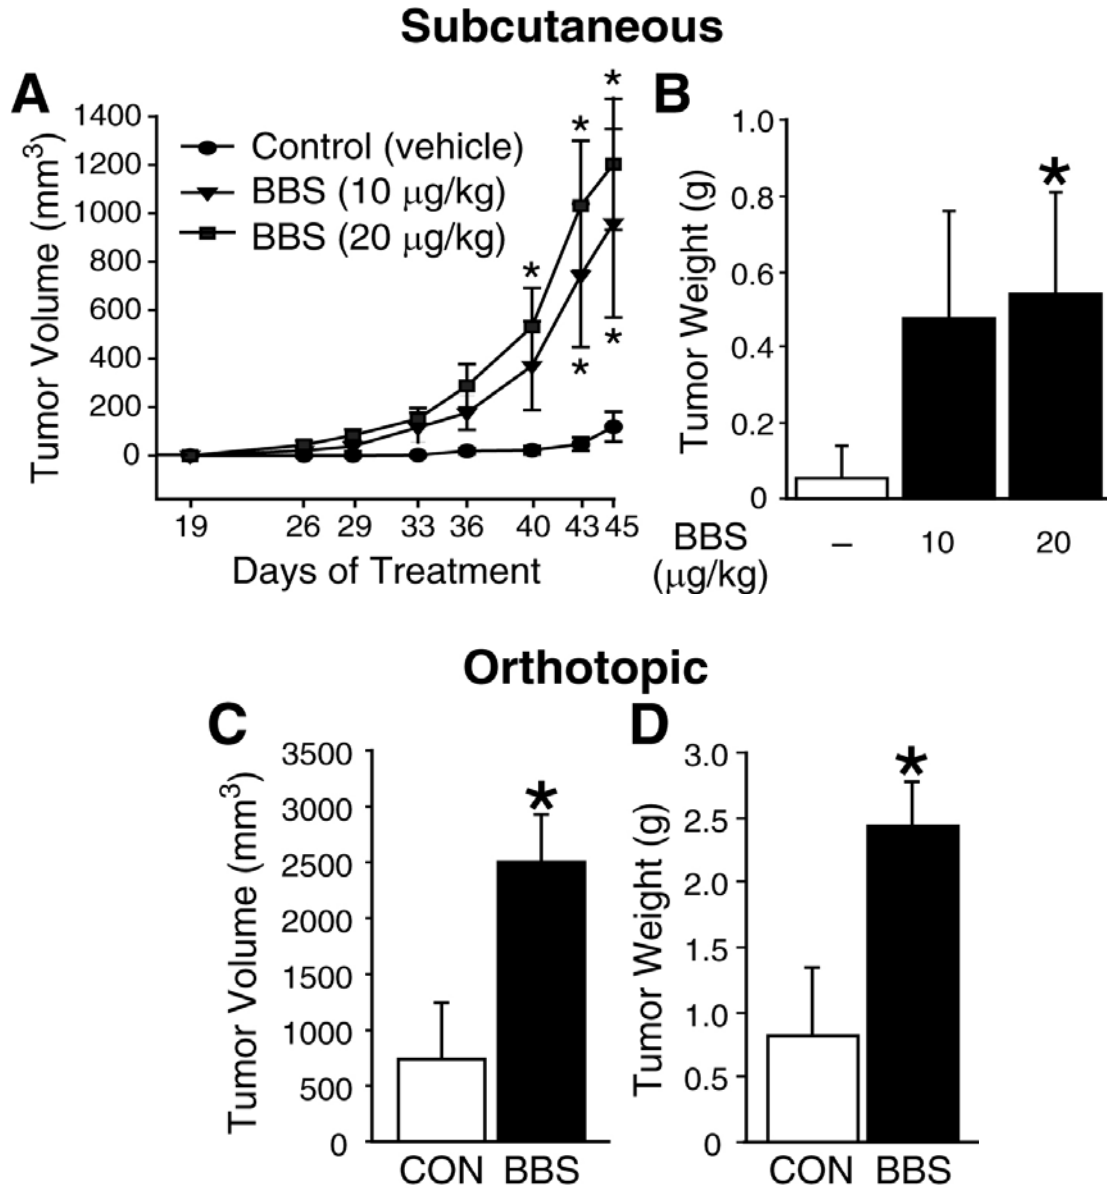 Subcutaneous
A
Tumor Volume (mm³)
1400
1200
1000
800
600
400
200
0
Control (vehicle)
BBS (10 µg/kg)
BBS (20 µg/kg)
*
*
*
*
*
19 26 29 33 36 40 43 45
Days of Treatment
B
Tumor Weight (g)
1.0
0.8
0.6
0.4
0.2
0
*
BBS – 10 20
(µg/kg)
Orthotopic
C
Tumor Volume (mm³)
3500
3000
2500
2000
1500
1000
500
0
*
CON BBS
D
Tumor Weight (g)
3.0
2.5
2.0
1.5
1.0
0.5
0
*
CON BBS